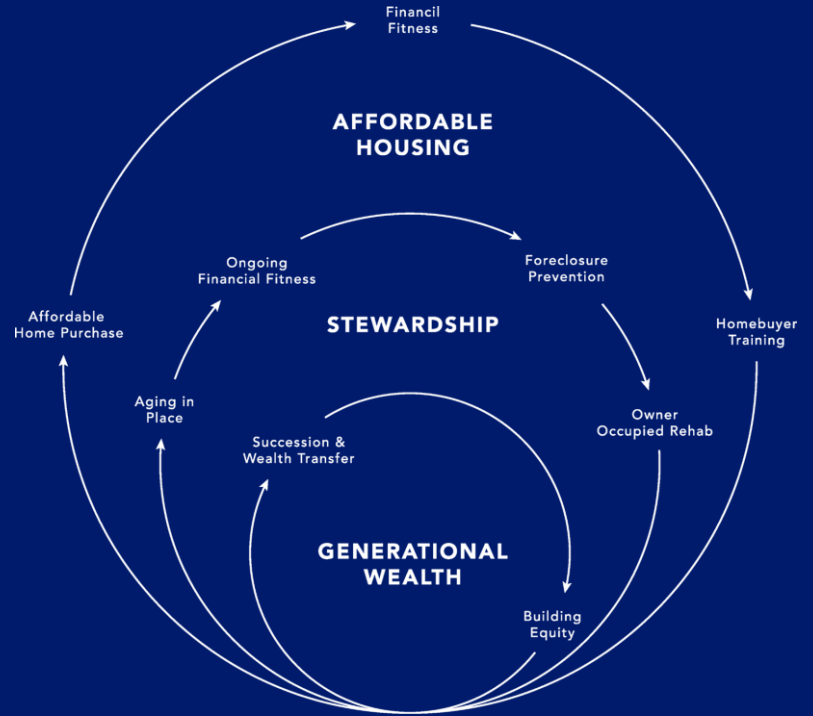 Financil
Fitness
AFFORDABLE
HOUSING
Ongoing
Financial Fitness
Foreclosure
Prevention
Affordable
Home Purchase
STEWARDSHIP
Homebuyer
Training
Aging in
Place
Owner
Occupied Rehab
Succession &
Wealth Transfer
GENERATIONAL
WEALTH
Building
Equity